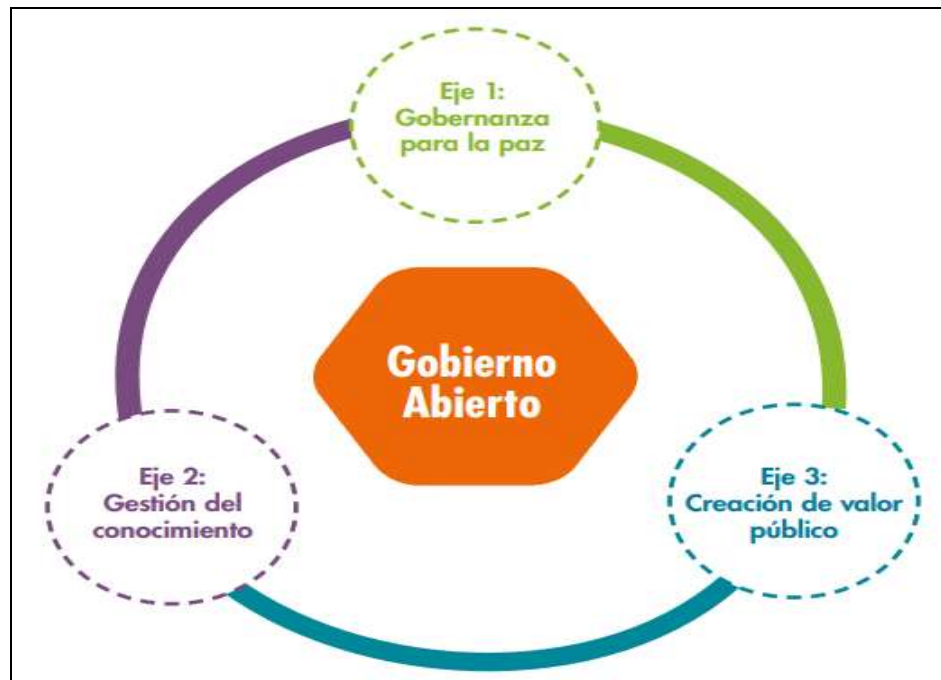 Eje 1:
Gobernanza
para la paz
Gobierno
Abierto
Eje 2:
Gestión del
conocimiento
Eje 3:
Creación de valor
público